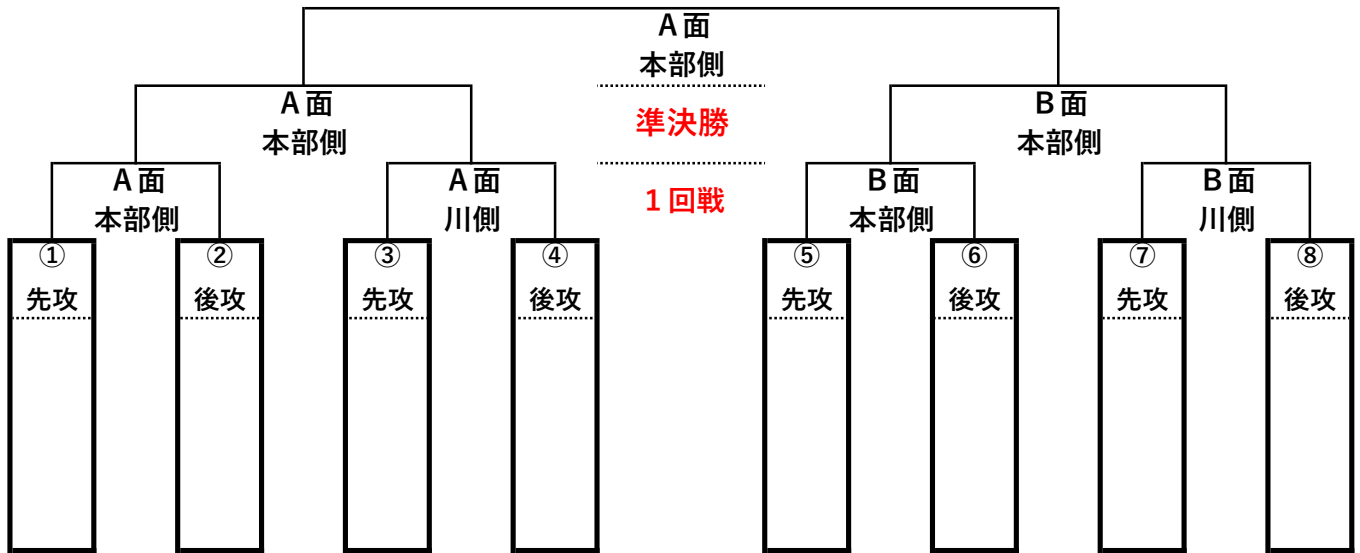 A面
本部側
A面
本部側
準決勝
B面
本部側
A面
本部側
A面
川側
1回戦
B面
本部側
B面
川側
① ② ③ ④ ⑤ ⑥ ⑦ ⑧
先攻 後攻 先攻 後攻 先攻 後攻 先攻 後攻